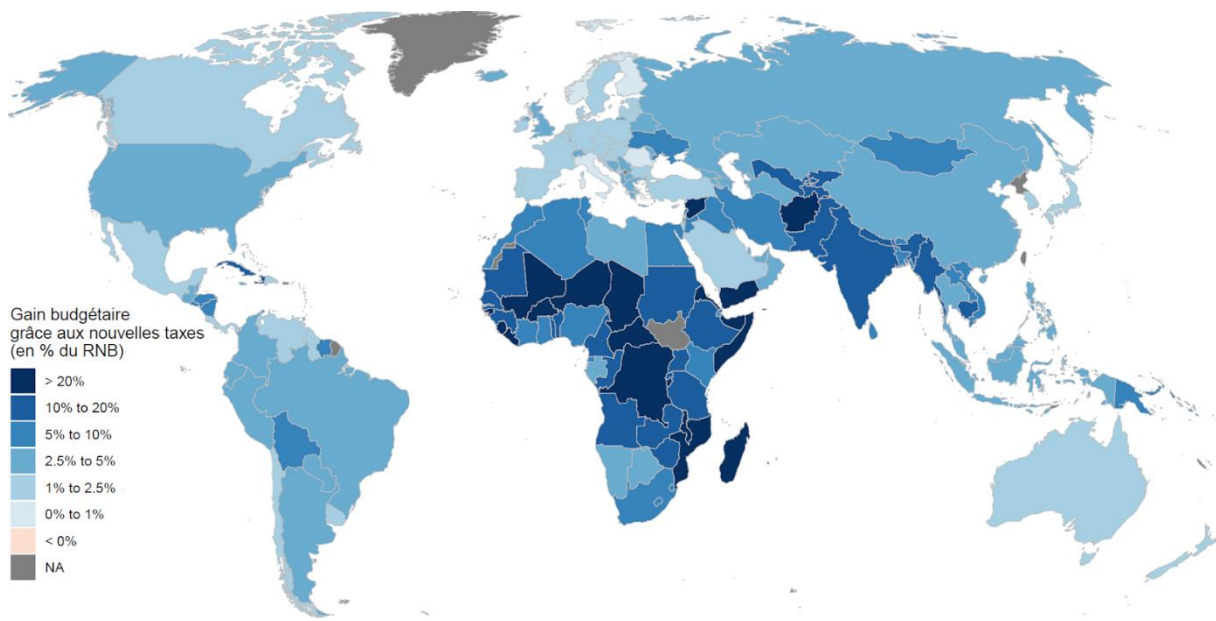 Gain budgétaire
grâce aux nouvelles taxes
(en % du RNB)
> 20%
10% to 20%
5% to 10%
2.5% to 5%
1% to 2.5%
0% to 1%
< 0%
NA